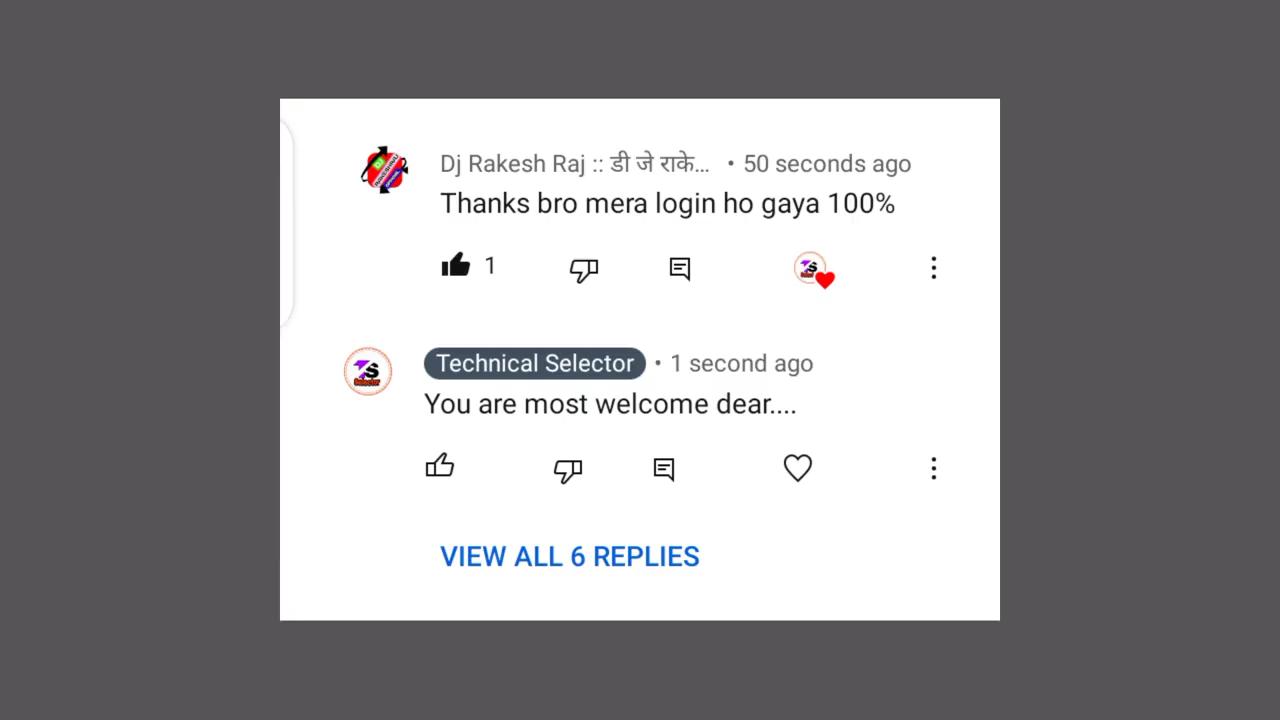 Dj Rakesh Raj :: डी जे राके... • 50 seconds ago
Thanks bro mera login ho gaya 100%
1
Technical Selector • 1 second ago
You are most welcome dear....
VIEW ALL 6 REPLIES